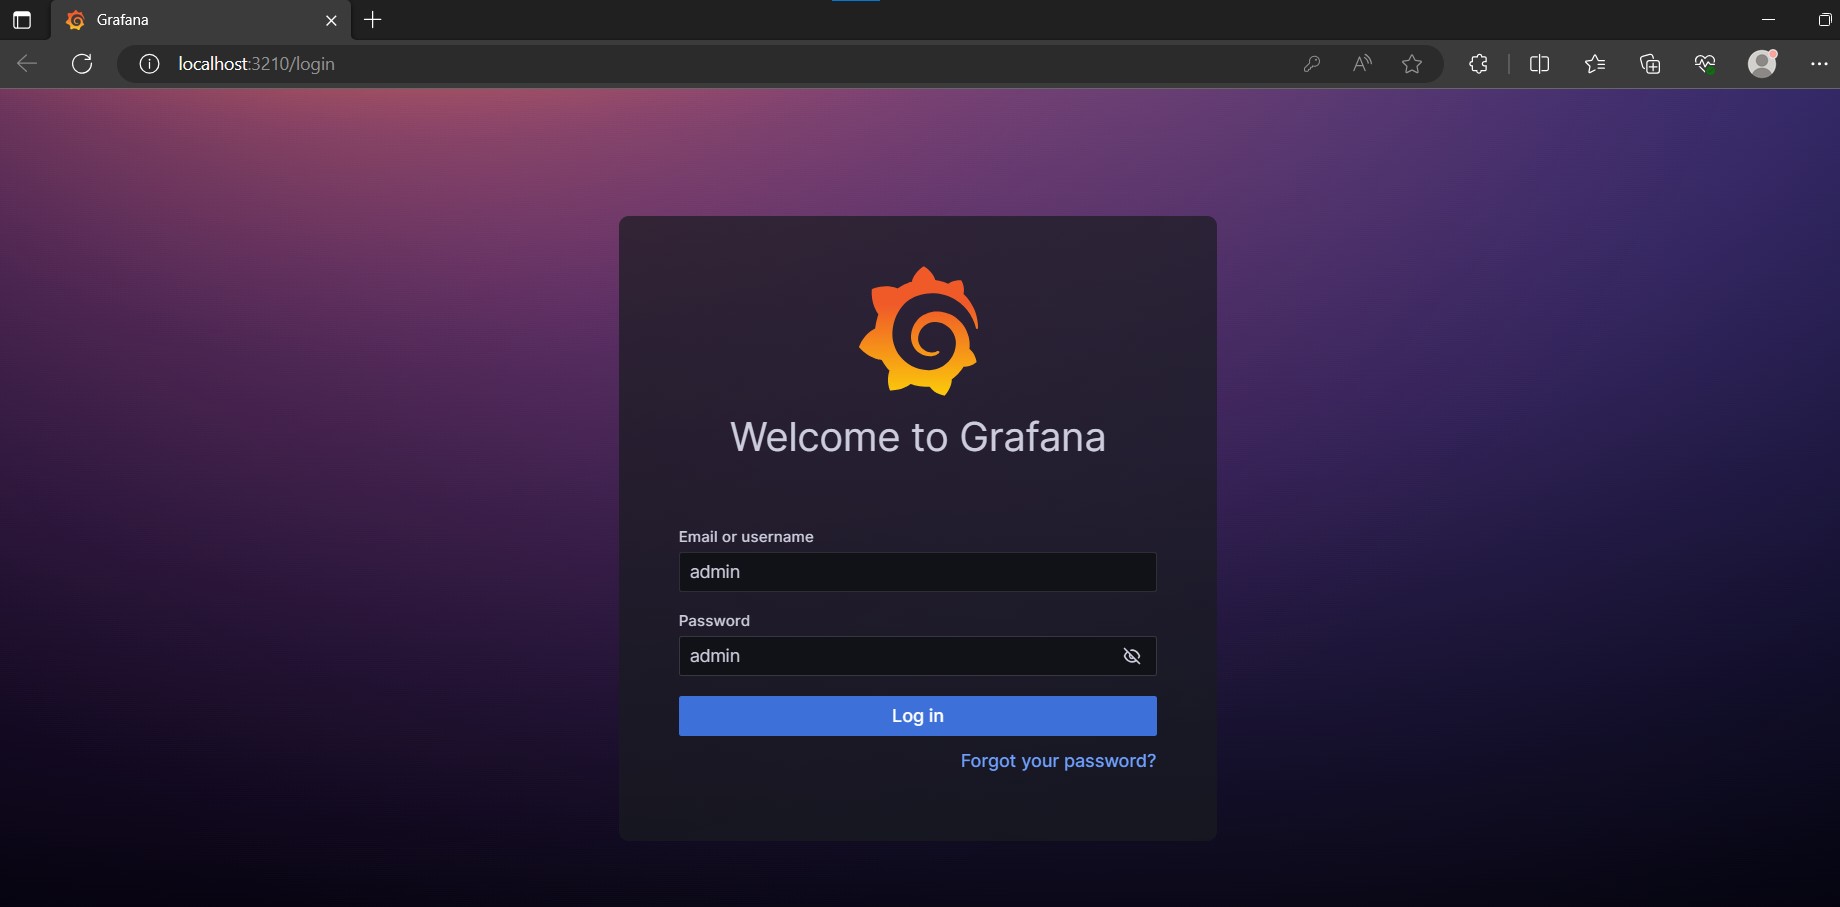 Grafana
localhost:3210/login
Welcome to Grafana
Email or username
admin
Password
admin
Log in
Forgot your password?